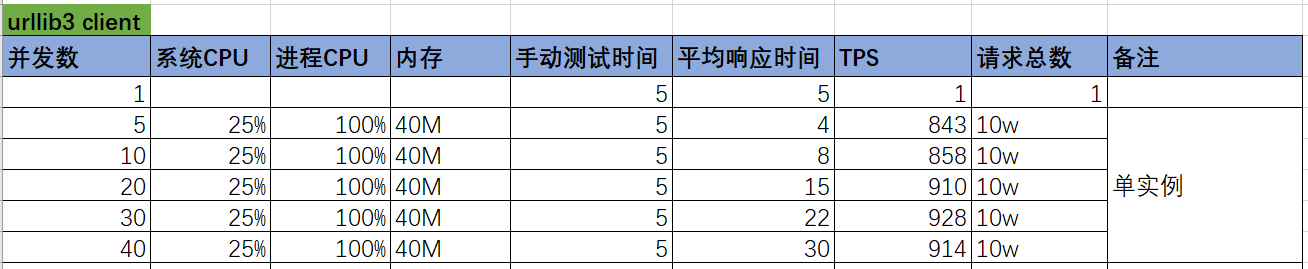 urllib3 client
并发数 系统CPU 进程CPU 内存 手动测试时间 平均响应时间 TPS 请求总数 备注
1 5 5 1 1
5 25% 100% 40M 5 4 843 10w
10 25% 100% 40M 5 8 858 10w
20 25% 100% 40M 5 15 910 10w 单实例
30 25% 100% 40M 5 22 928 10w
40 25% 100% 40M 5 30 914 10w